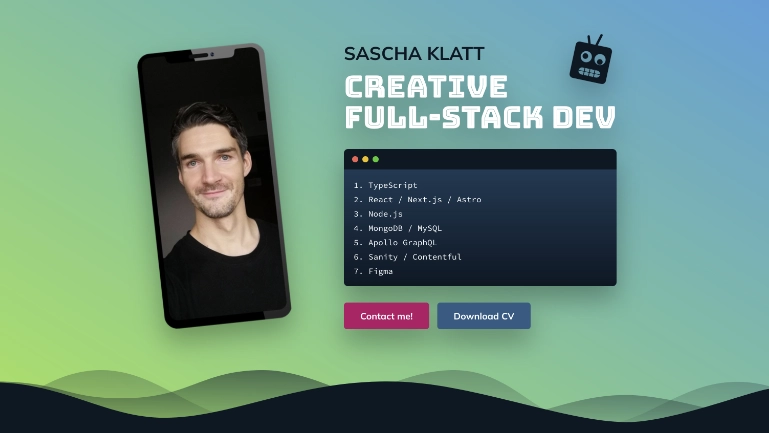 SASCHA KLATT
CREATIVE
FULL-STACK DEV
1. TypeScript
2. React / Next.js / Astro
3. Node.js
4. MongoDB / MySQL
5. Apollo GraphQL
6. Sanity / Contentful
7. Figma
Contact me!
Download CV